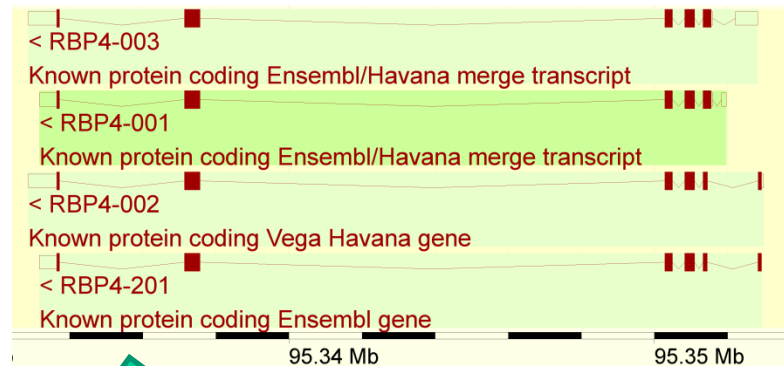 < RBP4-003
Known protein coding Ensembl/Havana merge transcript
< RBP4-001
Known protein coding Ensembl/Havana merge transcript
< RBP4-002
Known protein coding Vega Havana gene
< RBP4-201
Known protein coding Ensembl gene
95.34 Mb 95.35 Mb